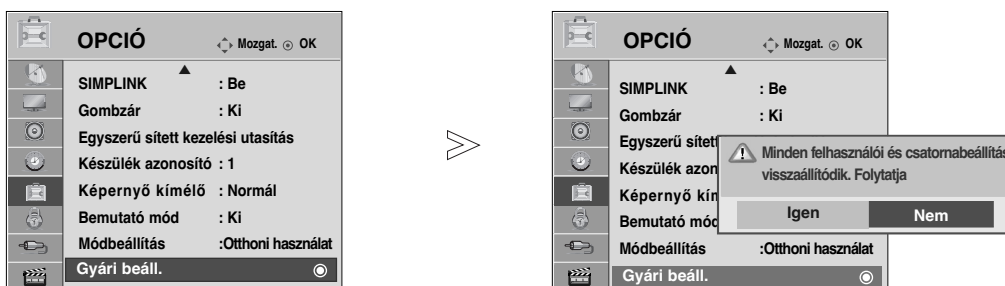 OPCIÓ
Mozgat. OK
SIMPLINK : Be
Gombzár : Ki
Egyszerű sített kezelési utasítás
Készülék azonosító : 1
Képernyő kímélő : Normál
Bemutató mód : Ki
Módbeállítás :Otthoni használat
Gyári beáll.
OPCIÓ
Mozgat. OK
SIMPLINK : Be
Gombzár : Ki
Egyszerű sített
Készülék azon
Képernyő kím
Bemutató mód
Módbeállítás :Otthoni használat
Gyári beáll.
Minden felhasználói és csatornabeállítás
visszaállítódik. Folytatja
Igen Nem